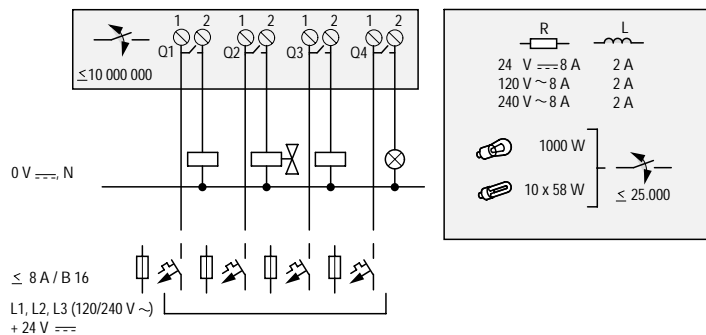 1 2 1 2 1 2 1 2
Q1 Q2 Q3 Q4
≤10 000 000
0 V ⎓, N
≤ 8 A / B 16
L1, L2, L3 (120/240 V ~)
+ 24 V ⎓
R L
24 V ⎓ 8 A 2 A
120 V ~ 8 A 2 A
240 V ~ 8 A 2 A
1000 W
10 x 58 W
≤ 25.000